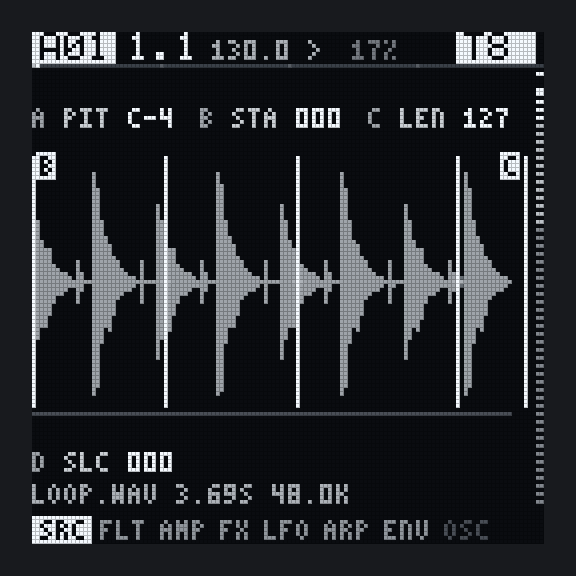 A01 1.1 130.0 > 17% T8
A PIT C-4 B STA 000 C LEN 127
B C
D SLC 000
LOOP.WAV 3.69S 48.0K
SRC FLT AMP FX LFO ARP ENV OSC